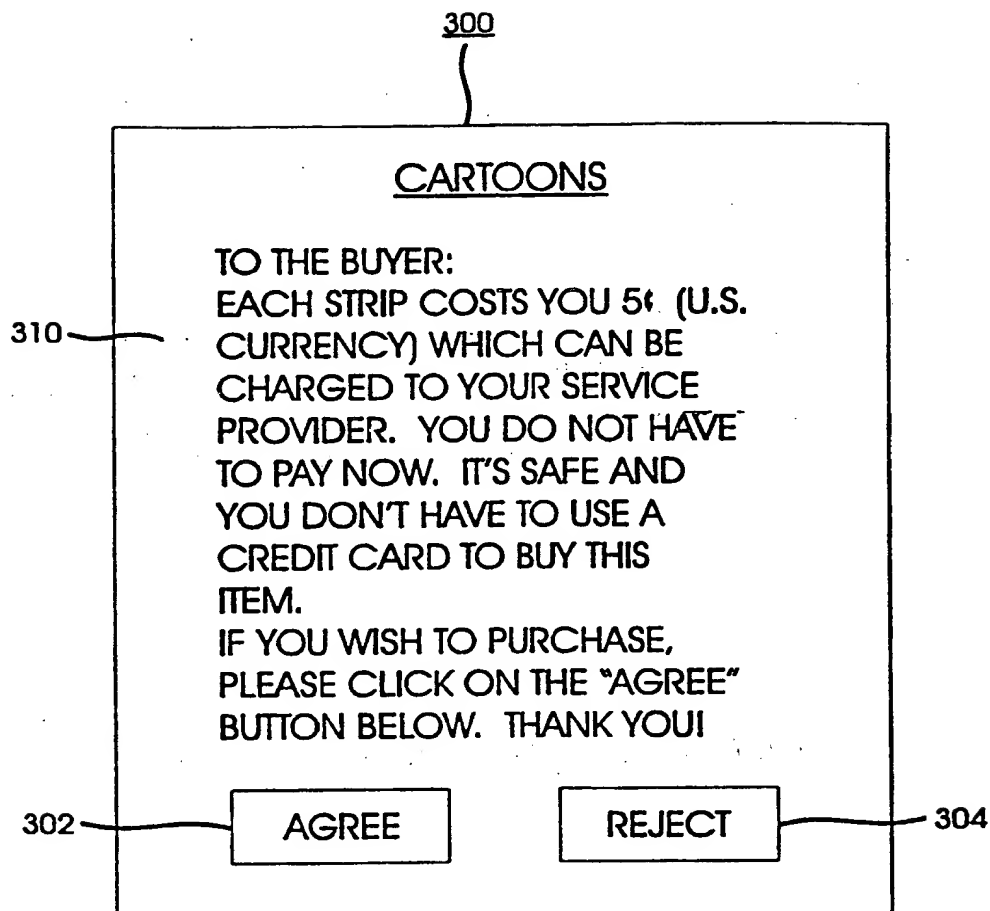 300
CARTOONS
TO THE BUYER:
EACH STRIP COSTS YOU 5¢ (U.S.
310
CURRENCY) WHICH CAN BE
CHARGED TO YOUR SERVICE
PROVIDER. YOU DO NOT HAVE
TO PAY NOW. IT'S SAFE AND
YOU DON'T HAVE TO USE A
CREDIT CARD TO BUY THIS
ITEM.
IF YOU WISH TO PURCHASE,
PLEASE CLICK ON THE "AGREE"
BUTTON BELOW. THANK YOU!
302
AGREE
REJECT
304